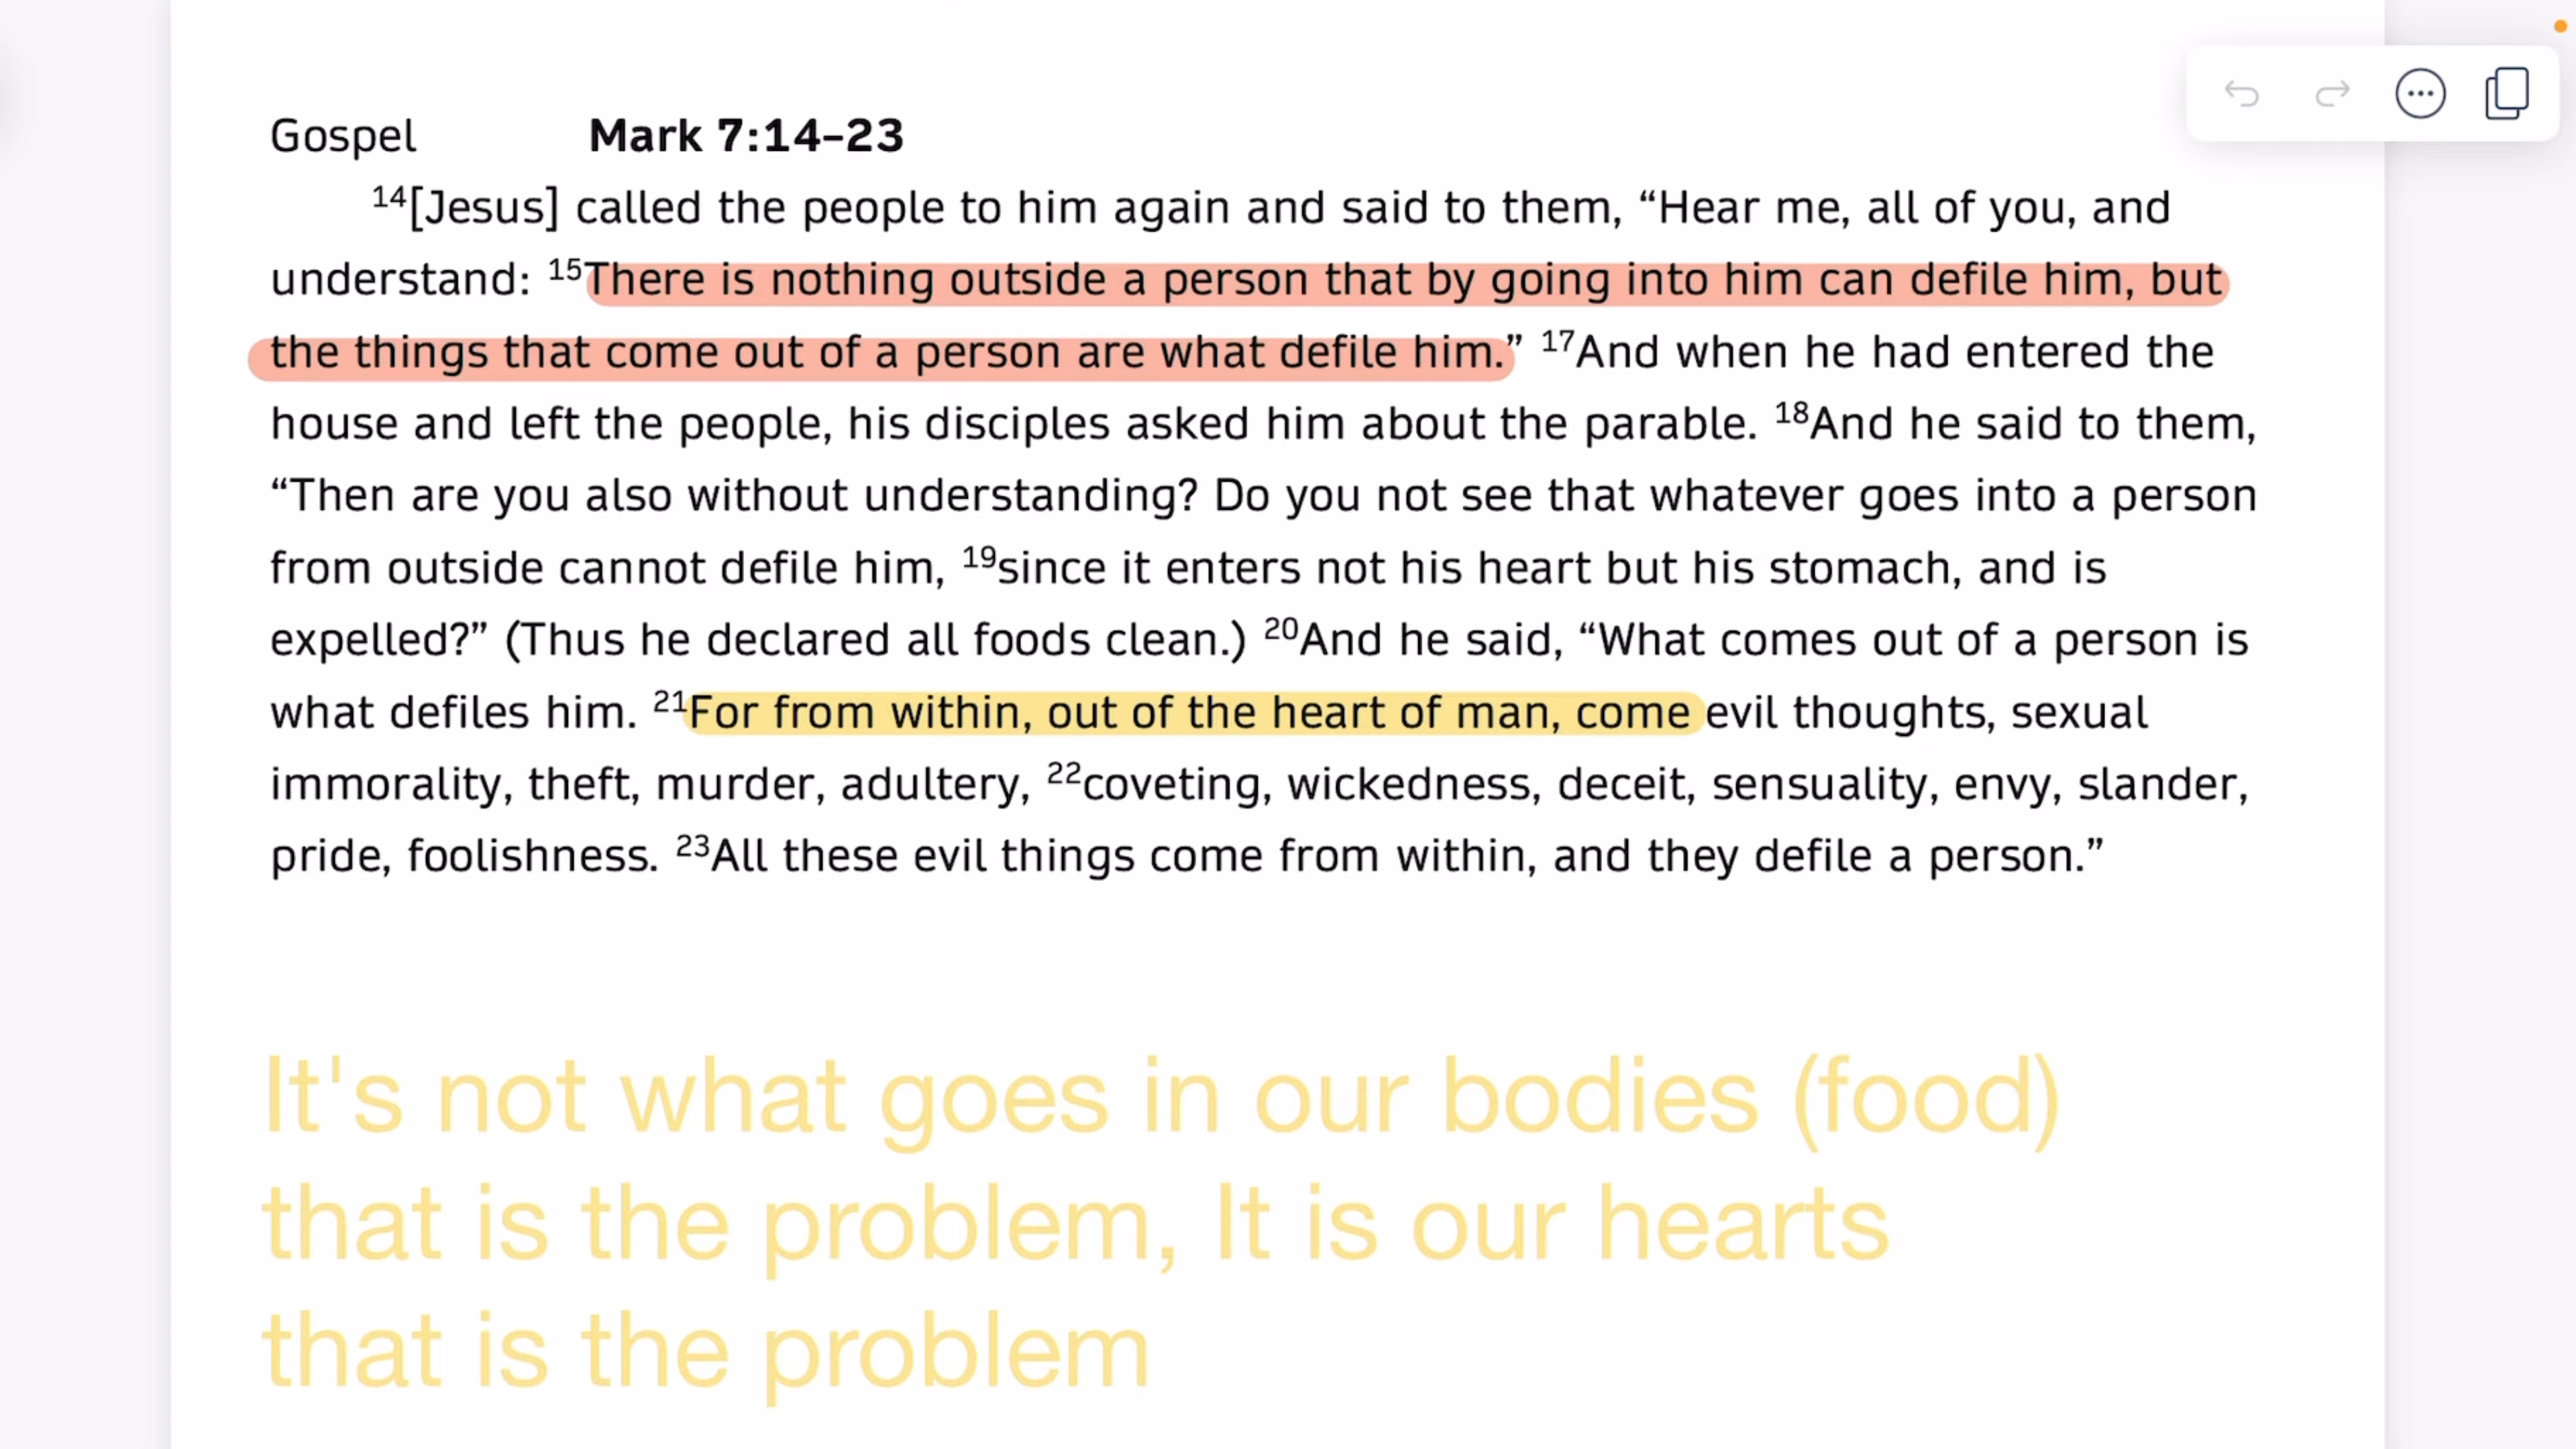 Gospel Mark 7:14–23
14[Jesus] called the people to him again and said to them, “Hear me, all of you, and
understand: 15There is nothing outside a person that by going into him can defile him, but
the things that come out of a person are what defile him.” 17And when he had entered the
house and left the people, his disciples asked him about the parable. 18And he said to them,
“Then are you also without understanding? Do you not see that whatever goes into a person
from outside cannot defile him, 19since it enters not his heart but his stomach, and is
expelled?” (Thus he declared all foods clean.) 20And he said, “What comes out of a person is
what defiles him. 21For from within, out of the heart of man, come evil thoughts, sexual
immorality, theft, murder, adultery, 22coveting, wickedness, deceit, sensuality, envy, slander,
pride, foolishness. 23All these evil things come from within, and they defile a person.”
It's not what goes in our bodies (food)
that is the problem, It is our hearts
that is the problem